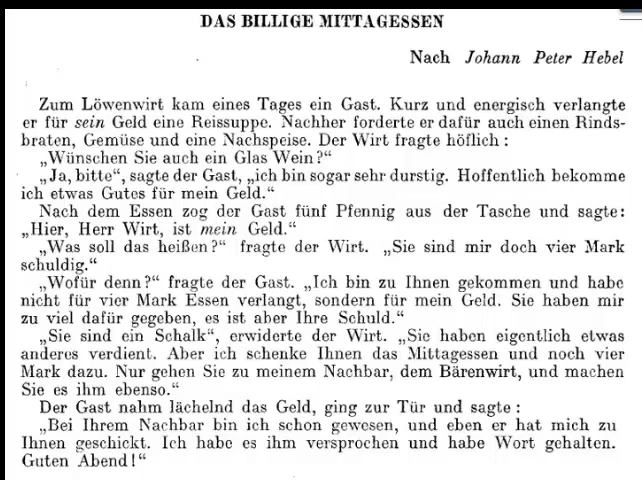 DAS BILLIGE MITTAGESSEN
Nach Johann Peter Hebel
Zum Löwenwirt kam eines Tages ein Gast. Kurz und energisch verlangte
er für sein Geld eine Reissuppe. Nachher forderte er dafür auch einen Rinds-
braten, Gemüse und eine Nachspeise. Der Wirt fragte höflich:
„Wünschen Sie auch ein Glas Wein?“
„Ja, bitte“, sagte der Gast, „ich bin sogar sehr durstig. Hoffentlich bekomme
ich etwas Gutes für mein Geld.“
Nach dem Essen zog der Gast fünf Pfennig aus der Tasche und sagte:
„Hier, Herr Wirt, ist mein Geld.“
„Was soll das heißen?“ fragte der Wirt. „Sie sind mir doch vier Mark
schuldig.“
„Wofür denn?“ fragte der Gast. „Ich bin zu Ihnen gekommen und habe
nicht für vier Mark Essen verlangt, sondern für mein Geld. Sie haben mir
zu viel dafür gegeben, es ist aber Ihre Schuld.“
„Sie sind ein Schalk“, erwiderte der Wirt. „Sie haben eigentlich etwas
anderes verdient. Aber ich schenke Ihnen das Mittagessen und noch vier
Mark dazu. Nur gehen Sie zu meinem Nachbar, dem Bärenwirt, und machen
Sie es ihm ebenso.“
Der Gast nahm lächelnd das Geld, ging zur Tür und sagte:
„Bei Ihrem Nachbar bin ich schon gewesen, und eben er hat mich zu
Ihnen geschickt. Ich habe es ihm versprochen und habe Wort gehalten.
Guten Abend!“